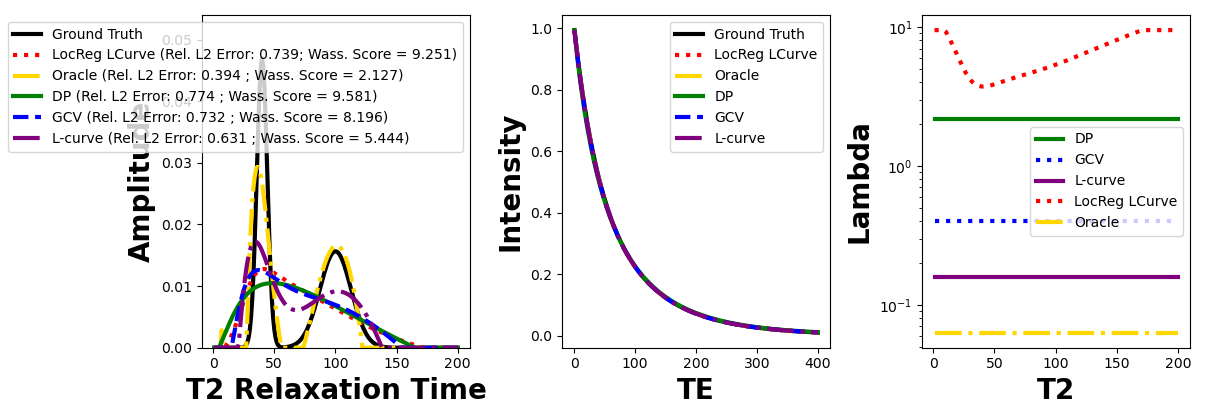 Ground Truth
LocReg LCurve (Rel. L2 Error: 0.739; Wass. Score = 9.251)
Oracle (Rel. L2 Error: 0.394 ; Wass. Score = 2.127)
DP (Rel. L2 Error: 0.774 ; Wass. Score = 9.581)
GCV (Rel. L2 Error: 0.732 ; Wass. Score = 8.196)
L-curve (Rel. L2 Error: 0.631 ; Wass. Score = 5.444)
Amplitude
0.05
0.04
0.03
0.02
0.01
0.00
0 50 100 150 200
T2 Relaxation Time
Ground Truth
LocReg LCurve
Oracle
DP
GCV
L-curve
Intensity
1.0
0.8
0.6
0.4
0.2
0.0
0 100 200 300 400
TE
DP
GCV
L-curve
LocReg LCurve
Oracle
Lambda
10¹
10⁰
10⁻¹
0 50 100 150 200
T2